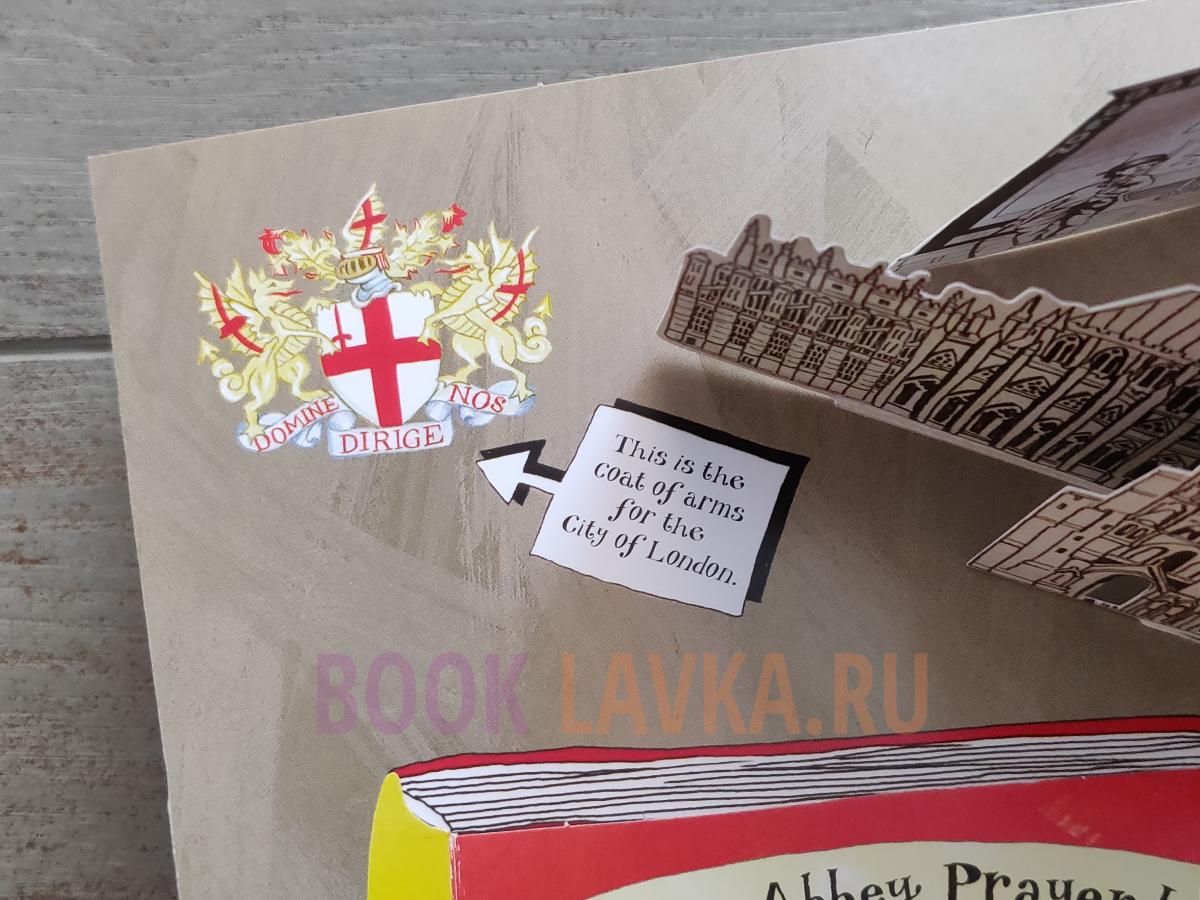 DOMINE
DIRIGE
NOS
This is the
coat of arms
for the
City of London.
BOOK LAVKA.RU
Abbey Prayer